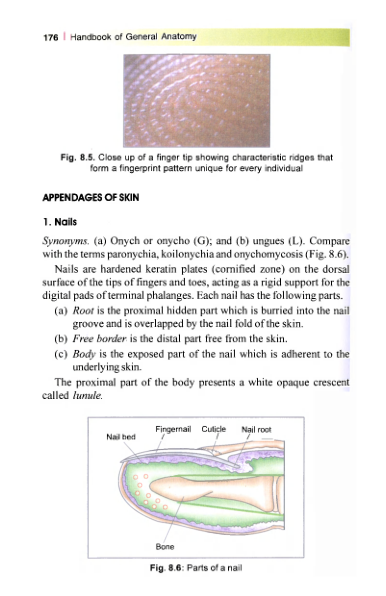 176 | Handbook of General Anatomy
Fig. 8.5. Close up of a finger tip showing characteristic ridges that
form a fingerprint pattern unique for every individual
APPENDAGES OF SKIN
1. Nails
Synonyms. (a) Onych or onycho (G); and (b) ungues (L). Compare
with the terms paronychia, koilonychia and onychomycosis (Fig. 8.6).
Nails are hardened keratin plates (cornified zone) on the dorsal
surface of the tips of fingers and toes, acting as a rigid support for the
digital pads of terminal phalanges. Each nail has the following parts.
(a) Root is the proximal hidden part which is burried into the nail
groove and is overlapped by the nail fold of the skin.
(b) Free border is the distal part free from the skin.
(c) Body is the exposed part of the nail which is adherent to the
underlying skin.
The proximal part of the body presents a white opaque crescent
called lunule.
Nail bed
Fingernail
Cuticle
Nail root
Bone
Fig. 8.6: Parts of a nail